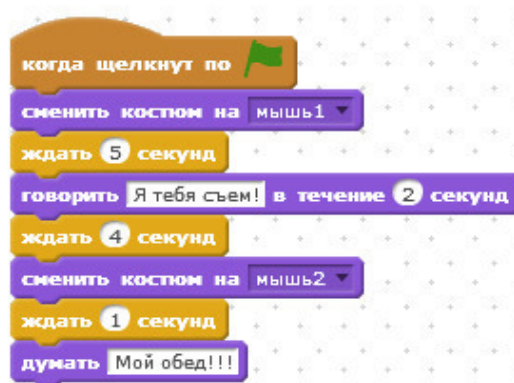 когда щелкнут по
сменить костюм на мышь1
ждать 5 секунд
говорить Я тебя съем! в течение 2 секунд
ждать 4 секунд
сменить костюм на мышь2
ждать 1 секунд
думать Мой обед!!!